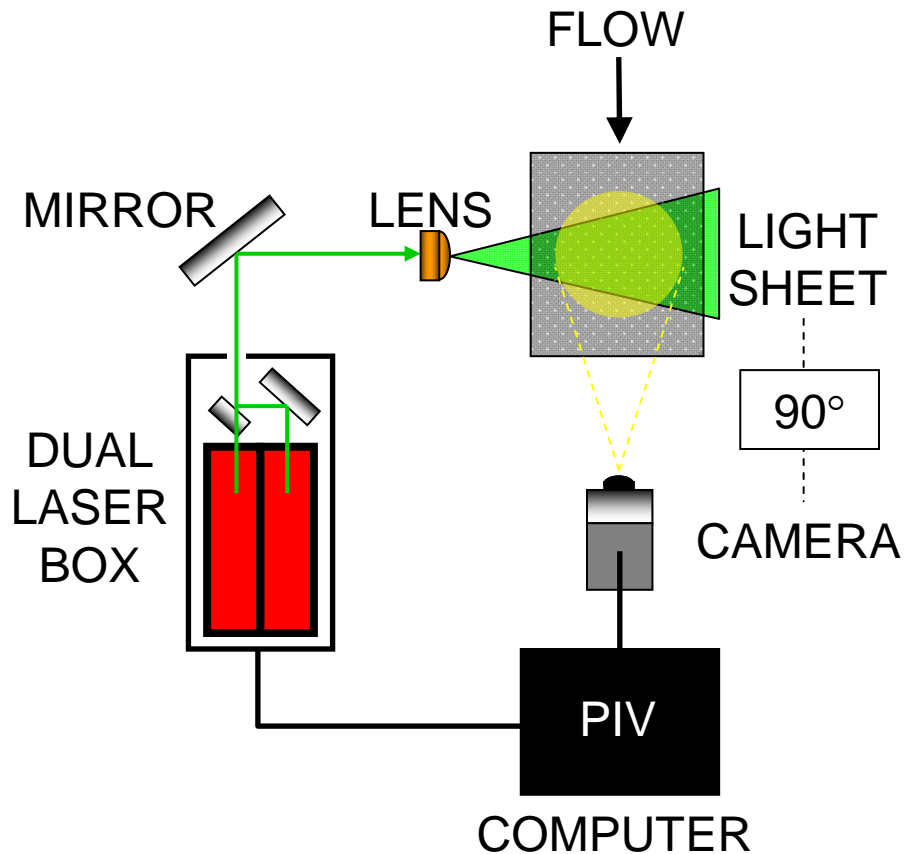 FLOW
MIRROR
LENS
LIGHT
SHEET
90°
DUAL
LASER
BOX
CAMERA
PIV
COMPUTER